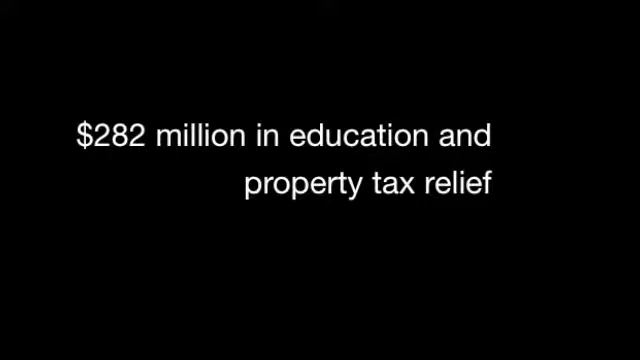 $282 million in education and
property tax relief